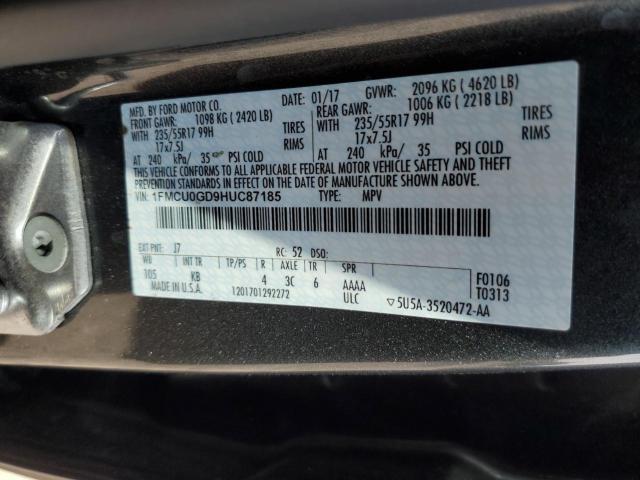 MFD. BY FORD MOTOR CO.
DATE: 01/17 GVWR: 2096 KG ( 4620 LB)
FRONT GAWR: 1098 KG ( 2420 LB) REAR GAWR: 1006 KG ( 2218 LB)
WITH 235/55R17 99H TIRES WITH 235/55R17 99H TIRES
17x7.5J RIMS 17x7.5J RIMS
AT 240 kPa/ 35 PSI COLD AT 240 kPa/ 35 PSI COLD
THIS VEHICLE CONFORMS TO ALL APPLICABLE FEDERAL MOTOR VEHICLE SAFETY AND THEFT
PREVENTION STANDARDS IN EFFECT ON THE DATE OF MANUFACTURE SHOWN ABOVE.
VIN: 1FMCU0GD9HUC87185 TYPE: MPV
EXT PNT: J7 RC: 52 DSO:
WB INT TR TP/PS R AXLE TR SPR F0106
105 KB 4 3C 6 AAAA T0313
MADE IN U.S.A. 1201701292272 ULC ▽5U5A-3520472-AA